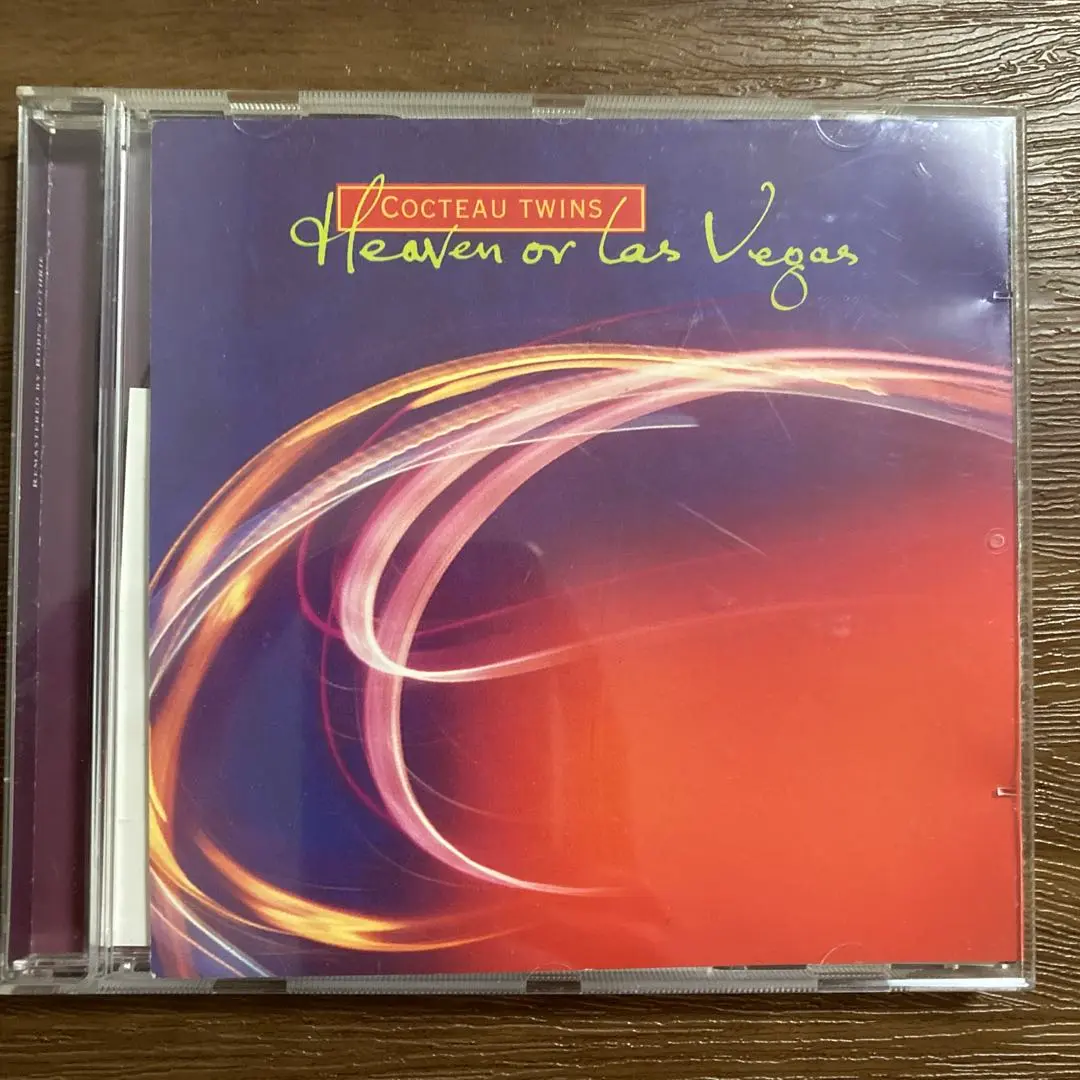 COCTEAU TWINS
Heaven or Las Vegas
REMASTERED BY ROBIN GUTHRIE